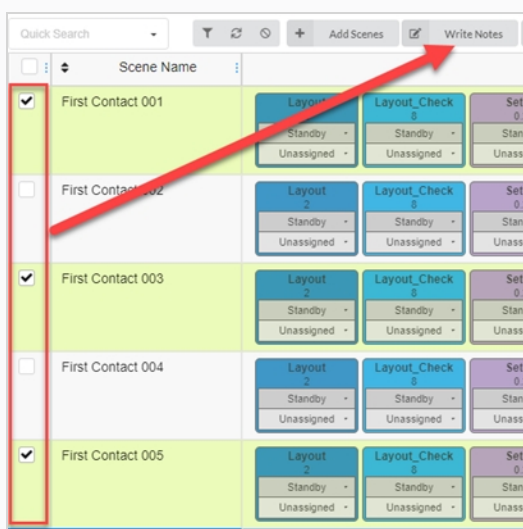 Quick Search
Add Scenes
Write Notes
Scene Name
First Contact 001
Layout
Layout_Check
8
Standby
Standby
Unassigned
Unassigned
First Contact
Layout
2
Layout_Check
8
Standby
Standby
Unassigned
Unassigned
First Contact 003
Layout
2
Layout_Check
8
Standby
Standby
Unassigned
Unassigned
First Contact 004
Layout
2
Layout_Check
8
Standby
Standby
Unassigned
Unassigned
First Contact 005
Layout
2
Layout_Check
8
Standby
Standby
Unassigned
Unassigned